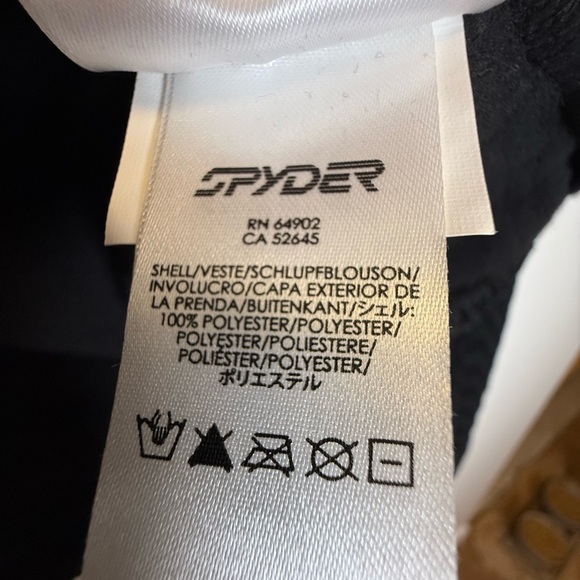 SPYDER
RN 64902
CA 52645
SHELL/VESTE/SCHLUPFBLOUSON/
INVOLUCRO/CAPA EXTERIOR DE
LA PRENDA/BUITENKANT/シェル:
100% POLYESTER/POLYESTER/
POLYESTER/POLIESTERE/
POLIÉSTER/POLYESTER/
ポリエステル